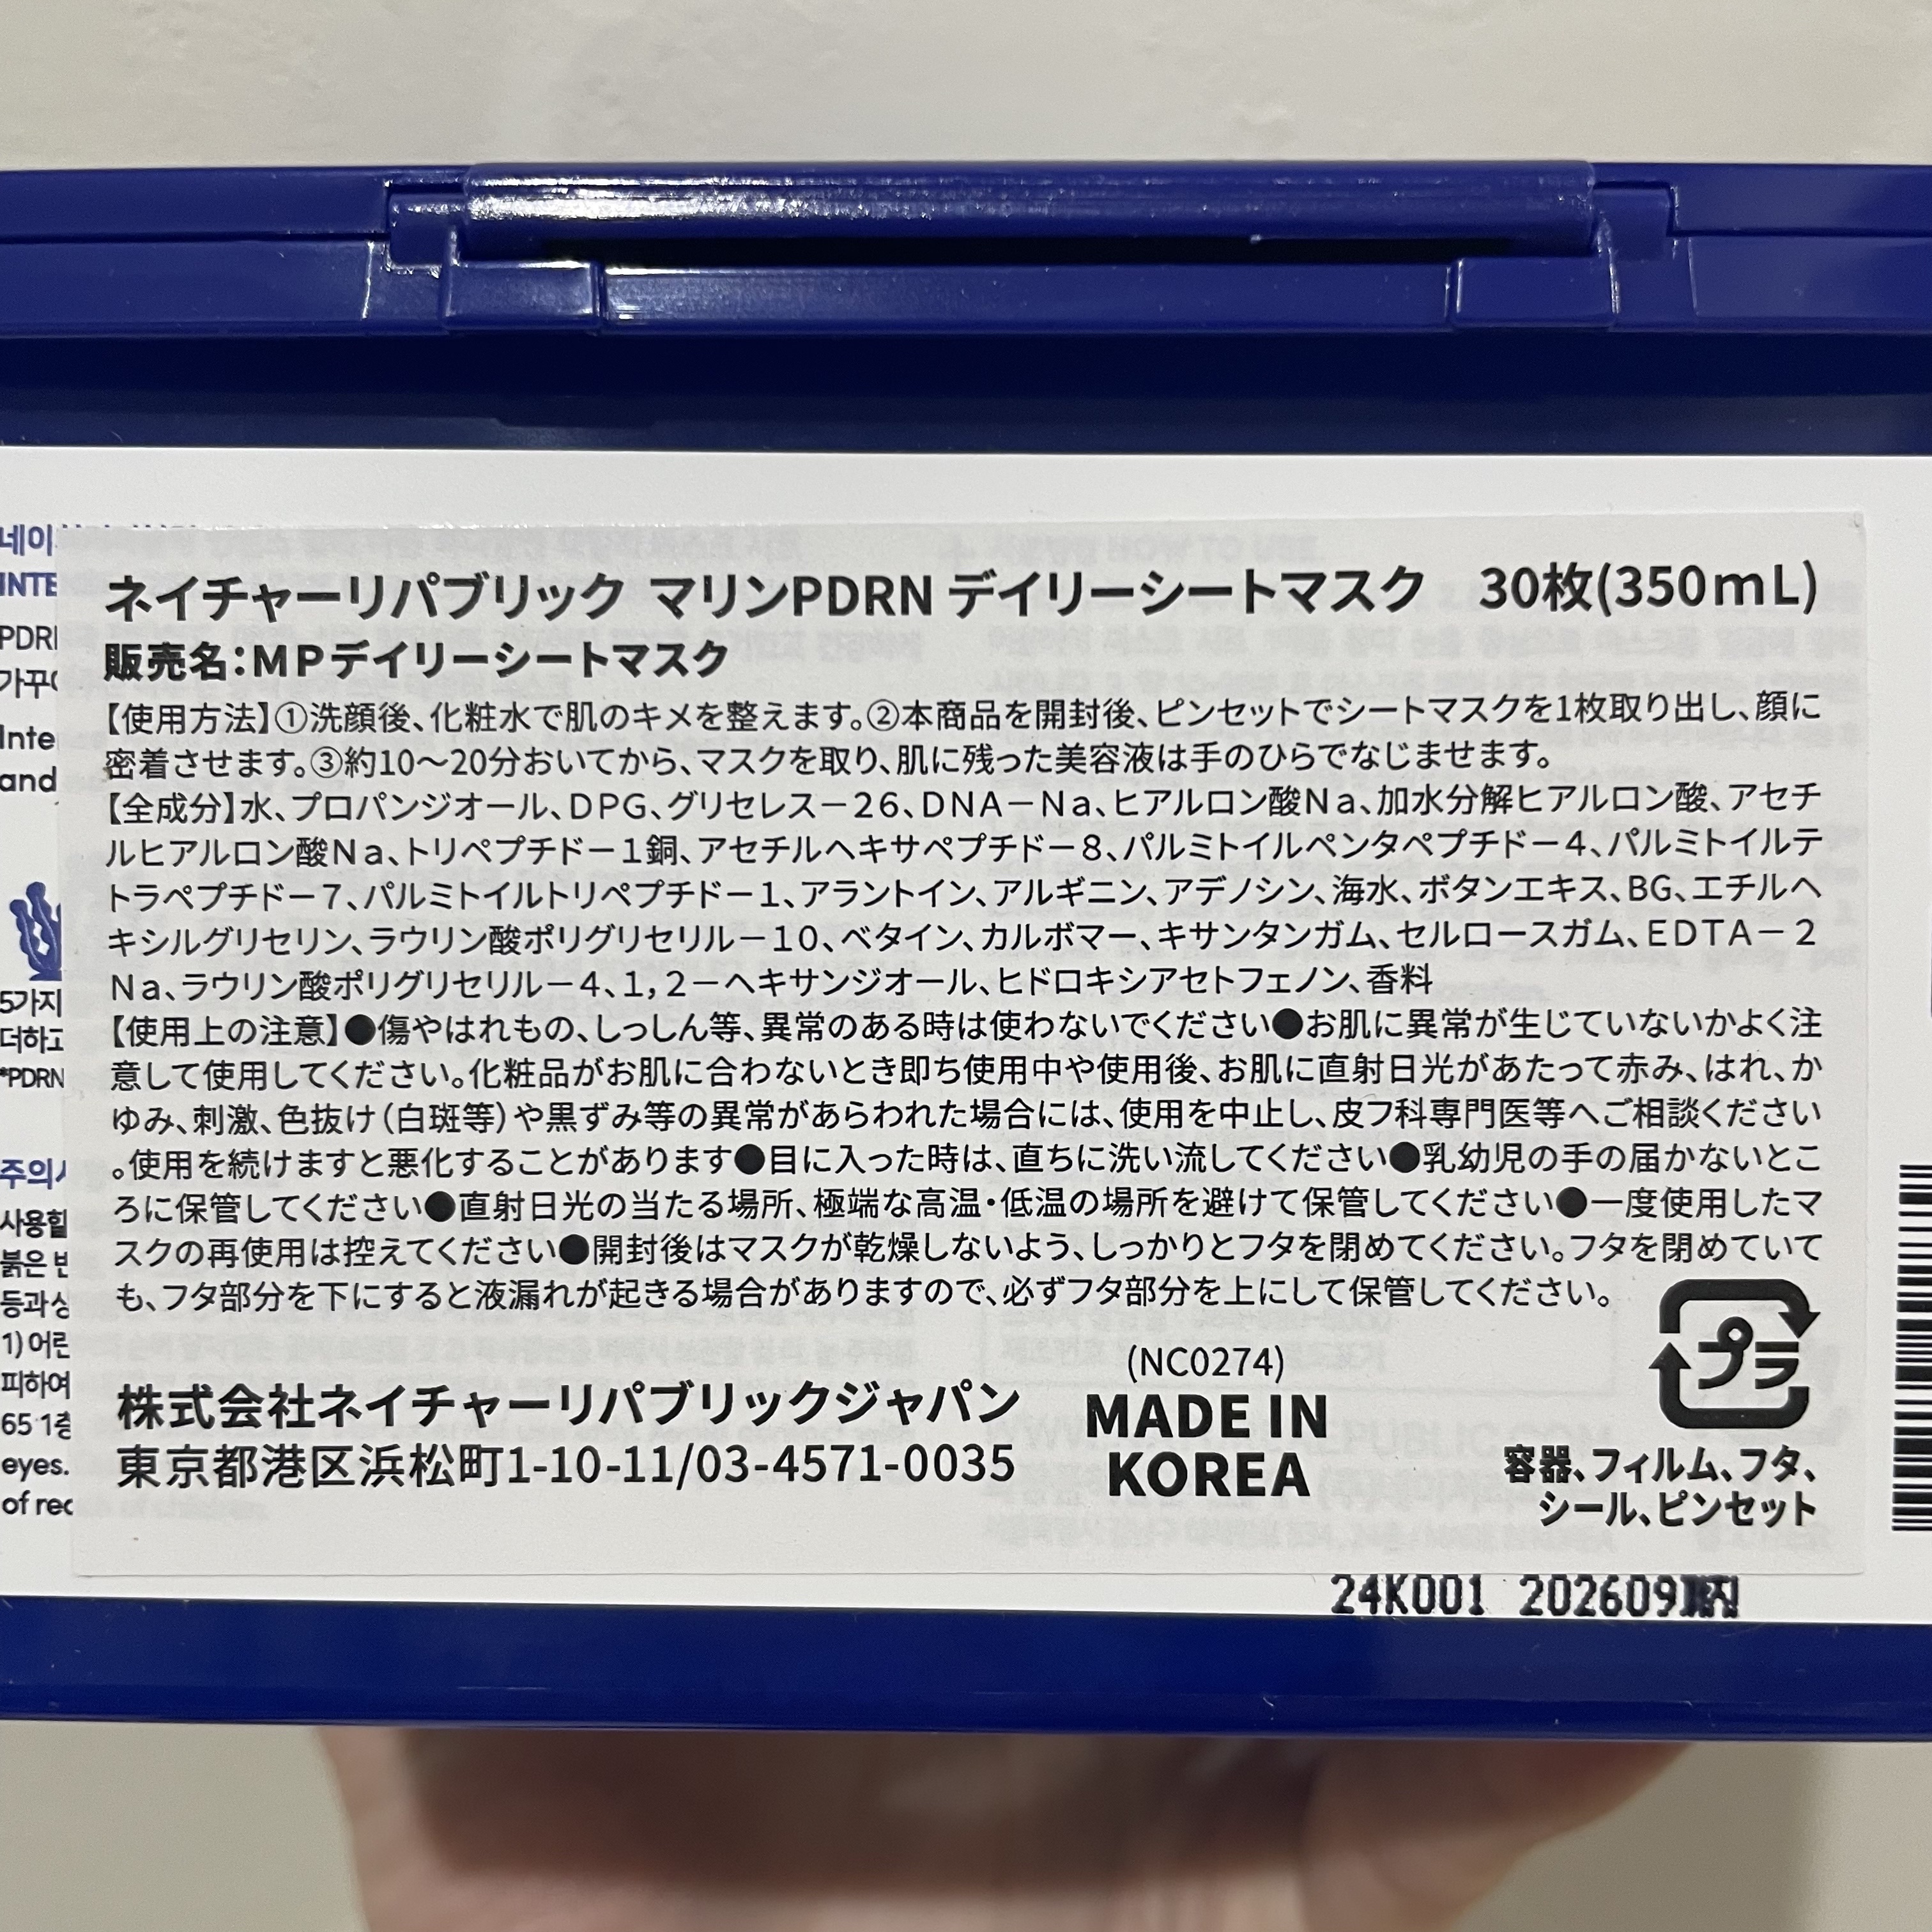 ネイチャーリパブリック マリンPDRN デイリーシートマスク 30枚(350mL)
販売名：MPデイリーシートマスク
【使用方法】①洗顔後、化粧水で肌のキメを整えます。②本商品を開封後、ピンセットでシートマスクを1枚取り出し、顔に
密着させます。③約10～20分おいてから、マスクを取り、肌に残った美容液は手のひらでなじませます。
【全成分】水、プロパンジオール、DPG、グリセレス－26、DNA－Na、ヒアルロン酸Na、加水分解ヒアルロン酸、アセチ
ルヒアルロン酸Na、トリペプチド－1銅、アセチルヘキサペプチド－8、パルミトイルペンタペプチド－4、パルミトイルテ
トラペプチド－7、パルミトイルトリペプチド－1、アラントイン、アルギニン、アデノシン、海水、ボタンエキス、BG、エチルヘ
キシルグリセリン、ラウリン酸ポリグリセリル－10、ベタイン、カルボマー、キサンタンガム、セルロースガム、EDTA－2
Na、ラウリン酸ポリグリセリル－4、1，2－ヘキサンジオール、ヒドロキシアセトフェノン、香料
【使用上の注意】●傷やはれもの、しっしん等、異常のある時は使わないでください●お肌に異常が生じていないかよく注
意して使用してください。化粧品がお肌に合わないとき即ち使用中や使用後、お肌に直射日光があたって赤み、はれ、か
ゆみ、刺激、色抜け（白斑等）や黒ずみ等の異常があらわれた場合には、使用を中止し、皮フ科専門医等へご相談ください
。使用を続けますと悪化することがあります●目に入った時は、直ちに洗い流してください●乳幼児の手の届かないとこ
ろに保管してください●直射日光の当たる場所、極端な高温・低温の場所を避けて保管してください●一度使用したマ
スクの再使用は控えてください●開封後はマスクが乾燥しないよう、しっかりとフタを閉めてください。フタを閉めていて
も、フタ部分を下にすると液漏れが起きる場合がありますので、必ずフタ部分を上にして保管してください。
株式会社ネイチャーリパブリックジャパン
東京都港区浜松町1-10-11/03-4571-0035
(NC0274)
MADE IN
KOREA
プラ
容器、フィルム、フタ、
シール、ピンセット
24K001 202609
네이
INTE
PDR
가꾸
Inte
and
5가지
더하고
*PDRN
주의
사용할
붉은
등과
1) 어린
피하여
65 1층
eyes.
of rec